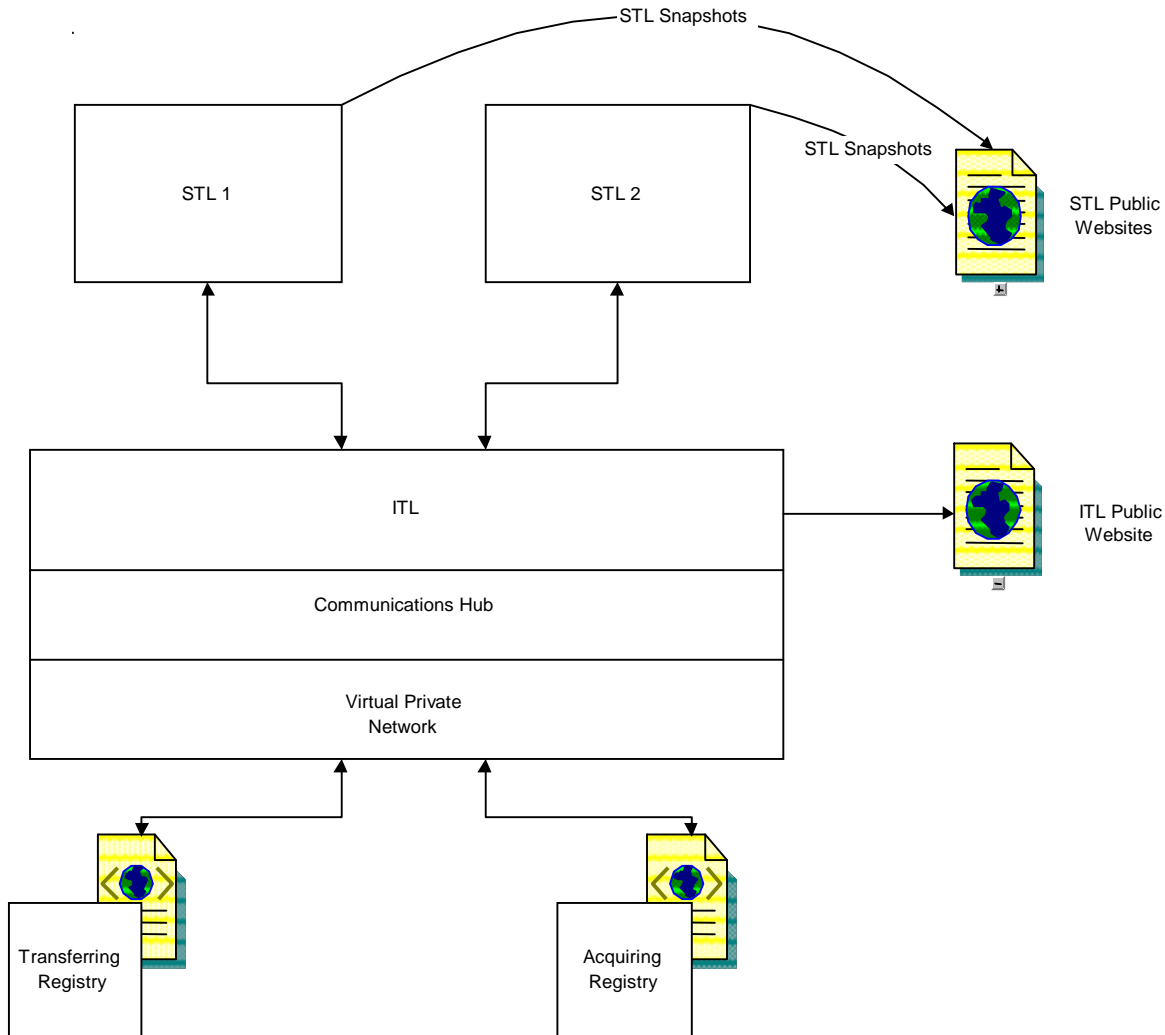 STL Snapshots
STL 1
STL 2
STL Snapshots
STL Public
Websites
ITL
ITL Public
Website
Communications Hub
Virtual Private
Network
Transferring
Registry
Acquiring
Registry